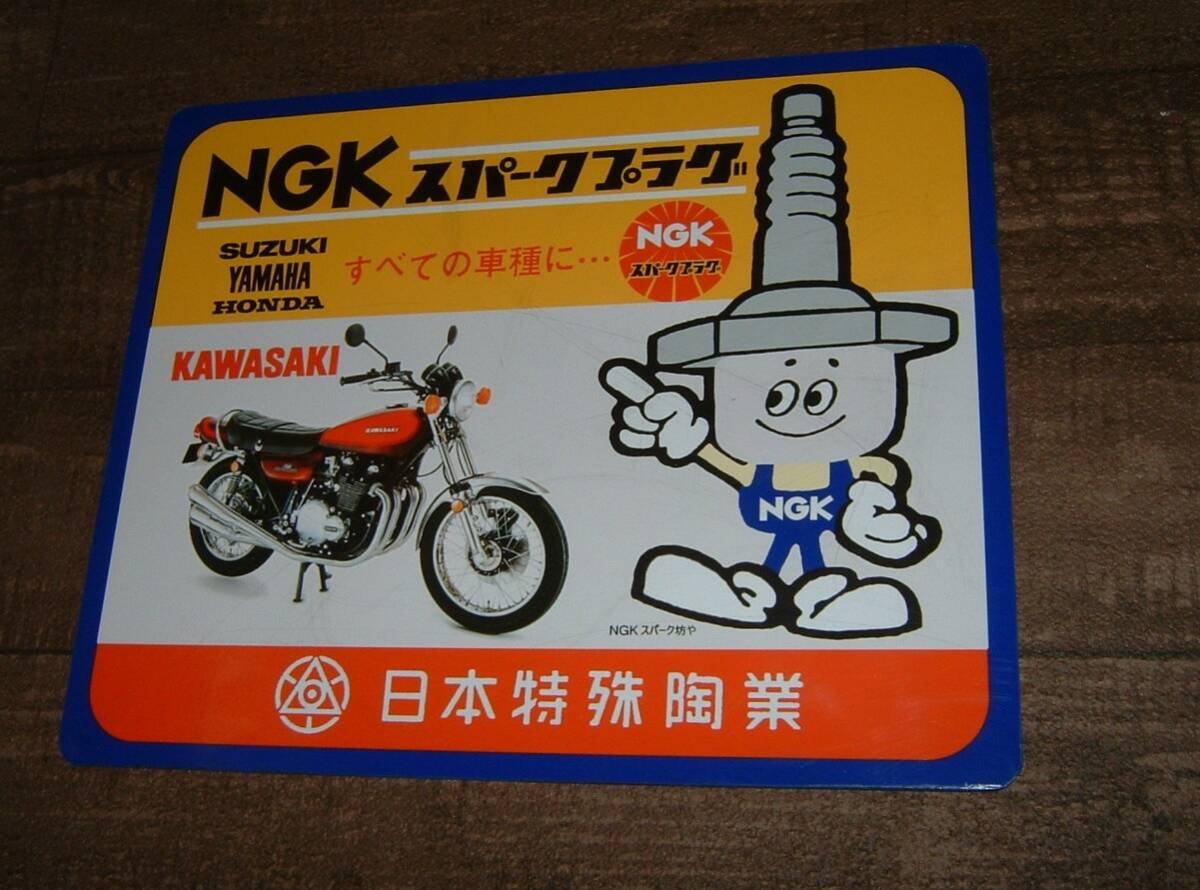 NGK スパークプラグ
SUZUKI
YAMAHA
HONDA
すべての車種に…
NGK
スパークプラグ
KAWASAKI
KAWASAKI
NGK
NGK スパーク坊や
日本特殊陶業